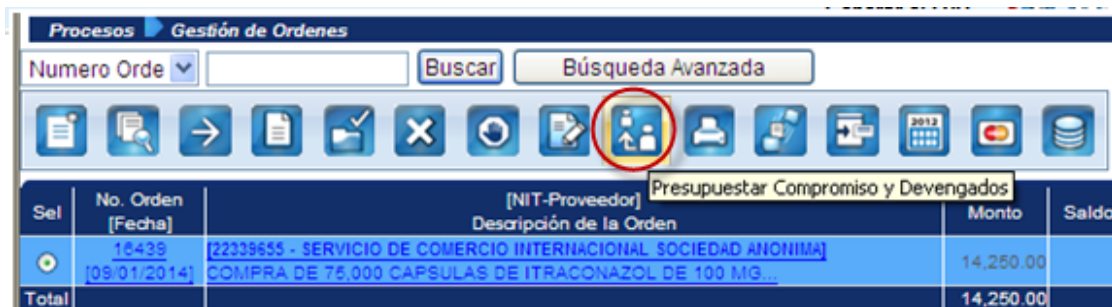 Procesos Gestión de Ordenes
Numero Orde Buscar Búsqueda Avanzada
2012
Presupuestar Compromiso y Devengados
Sel No. Orden [Fecha] [NIT-Proveedor] Descripción de la Orden Monto Saldo
16439 [22339655 - SERVICIO DE COMERCIO INTERNACIONAL SOCIEDAD ANONIMA]
[09/01/2014] COMPRA DE 75,000 CAPSULAS DE ITRACONAZOL DE 100 MG... 14,250.00
Total 14,250.00